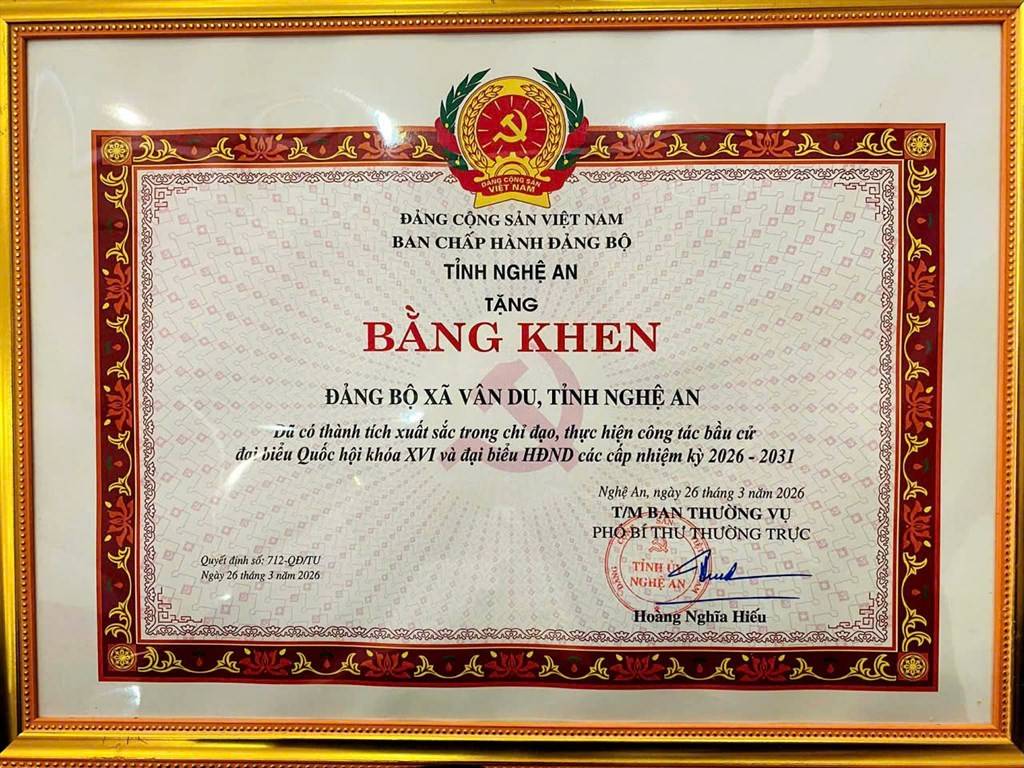 ĐẢNG CỘNG SẢN
VIỆT NAM
ĐẢNG CỘNG SẢN VIỆT NAM
BAN CHẤP HÀNH ĐẢNG BỘ
TỈNH NGHỆ AN
TẶNG
BẰNG KHEN
ĐẢNG BỘ XÃ VÂN DU, TỈNH NGHỆ AN
Đã có thành tích xuất sắc trong chỉ đạo, thực hiện công tác bầu cử
đại biểu Quốc hội khóa XVI và đại biểu HĐND các cấp nhiệm kỳ 2026 - 2031
Nghệ An, ngày 26 tháng 3 năm 2026
T/M BAN THƯỜNG VỤ
PHÓ BÍ THƯ THƯỜNG TRỰC
Quyết định số: 712-QĐ/TU
Ngày 26 tháng 3 năm 2026
TỈNH ỦY
NGHỆ AN
Hoàng Nghĩa Hiếu